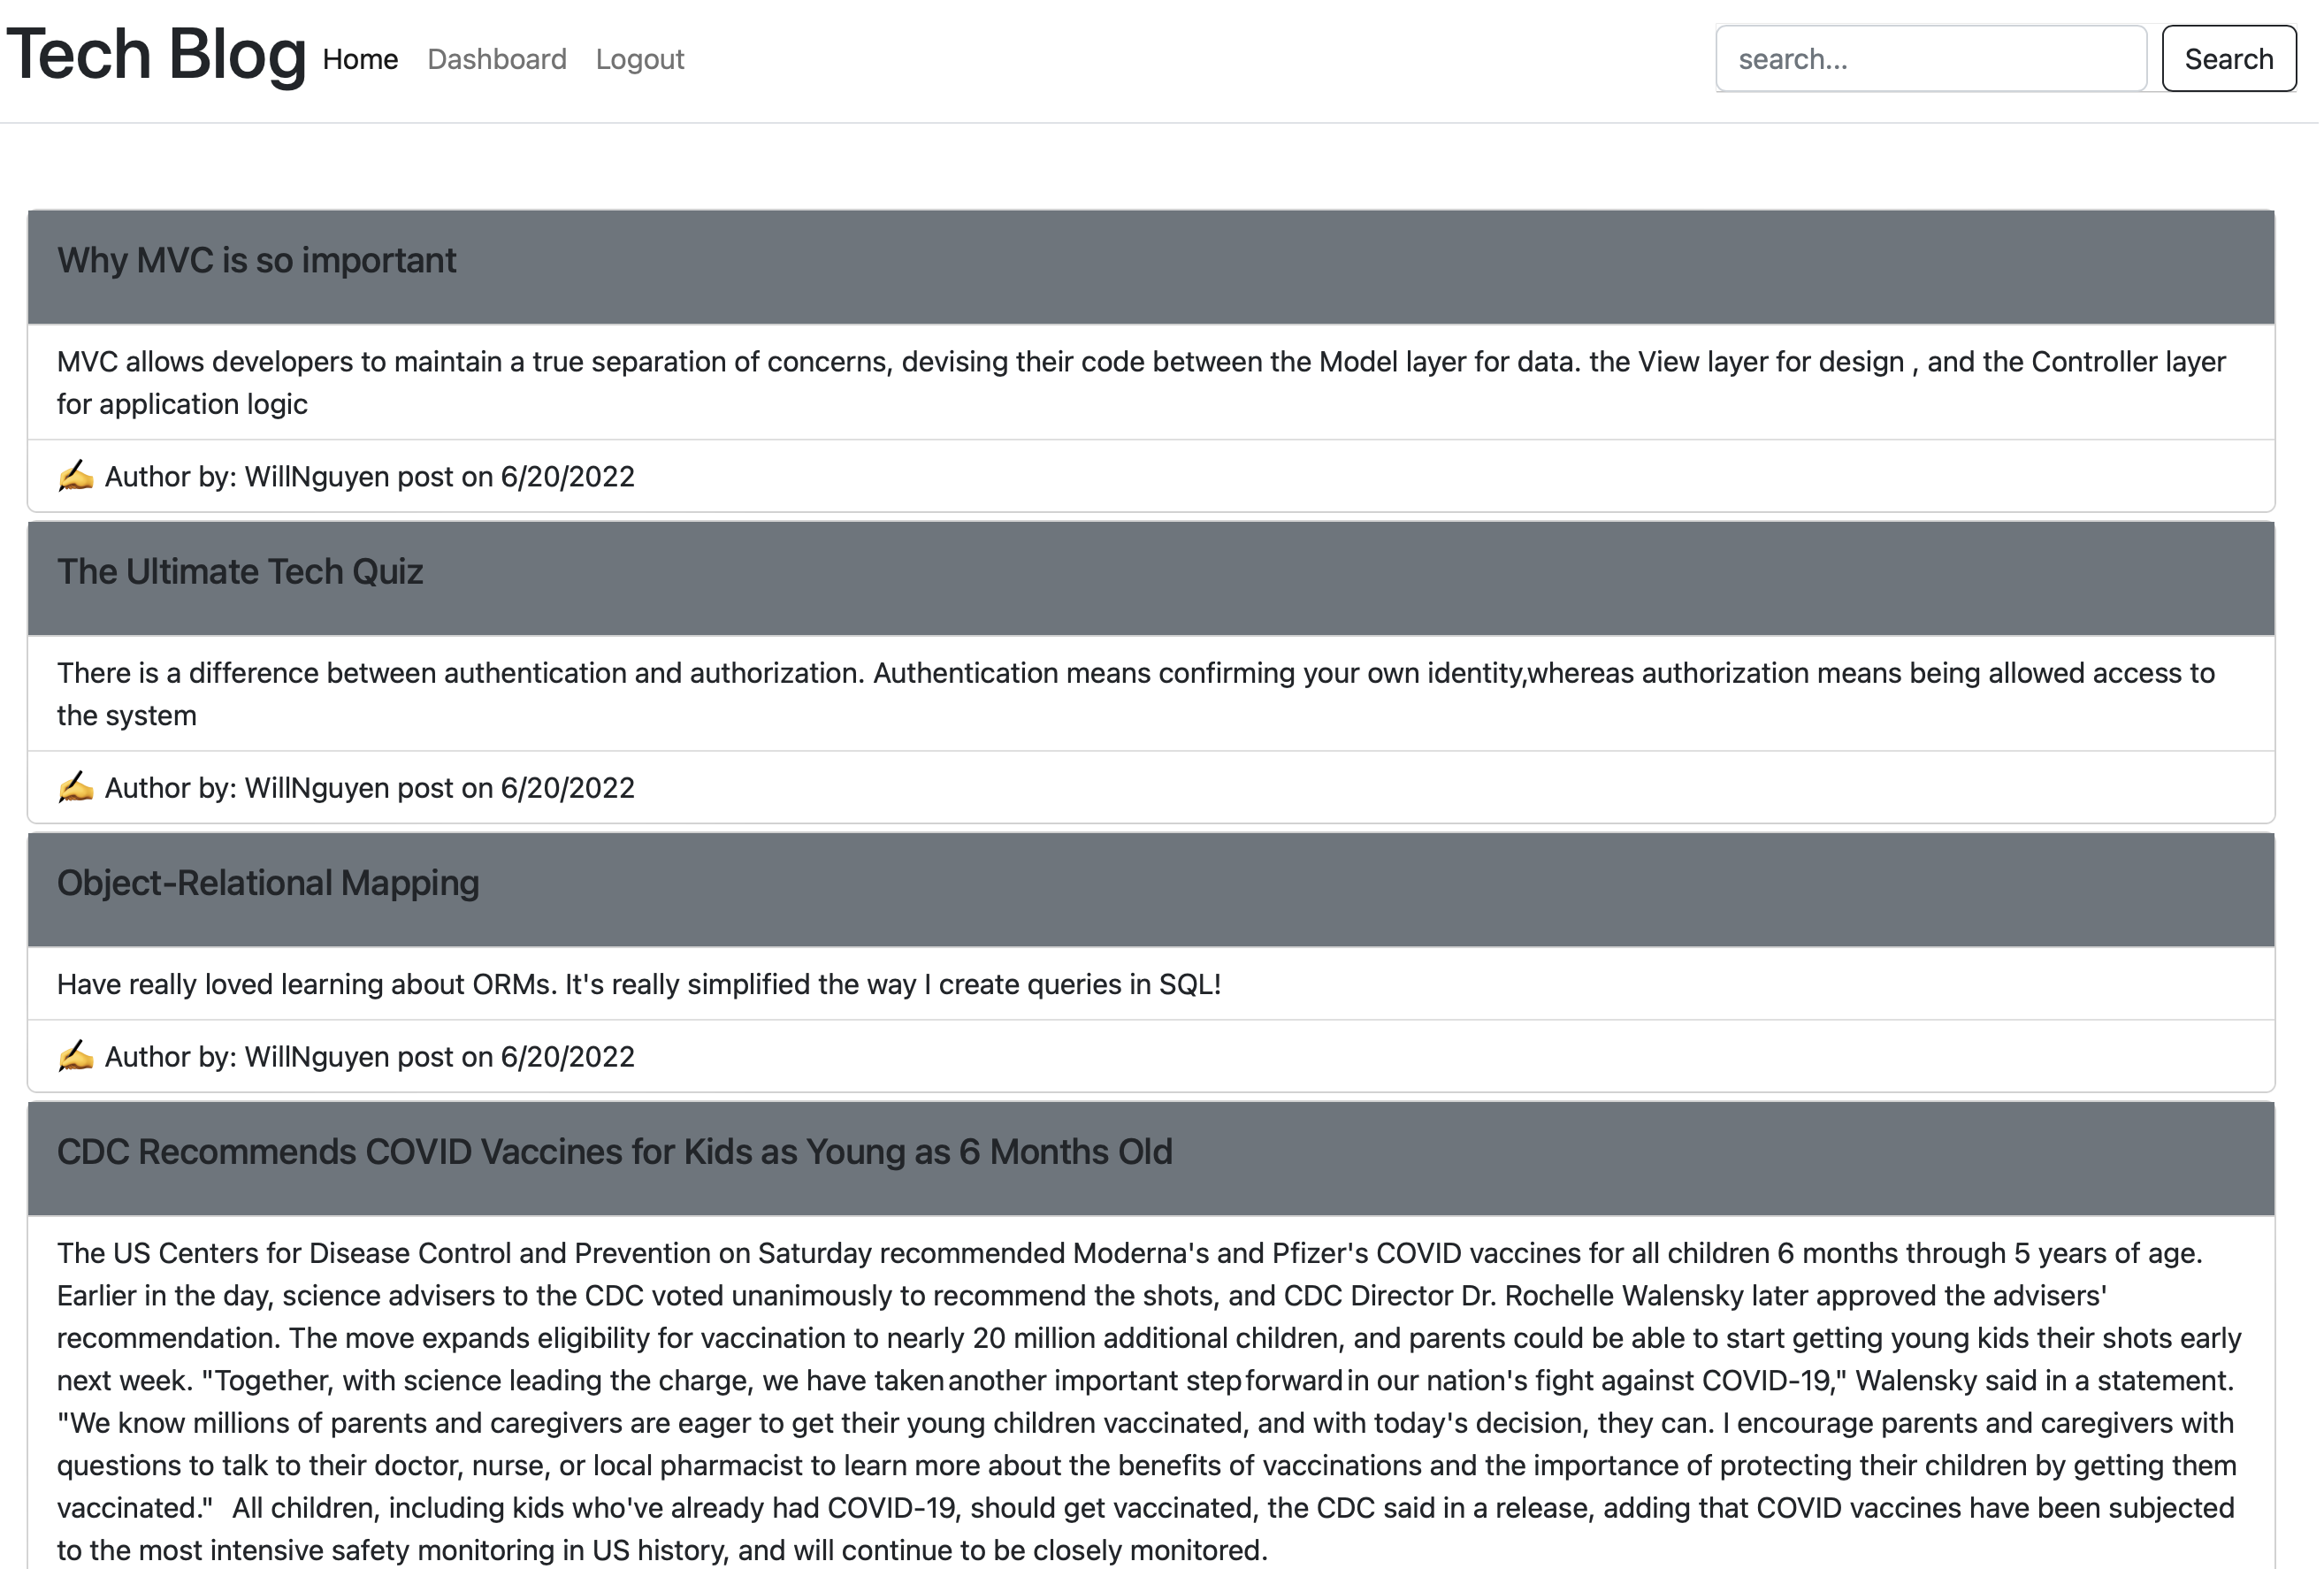 Tech Blog Home Dashboard Logout search... Search
Why MVC is so important
MVC allows developers to maintain a true separation of concerns, devising their code between the Model layer for data. the View layer for design , and the Controller layer
for application logic
✍️ Author by: WillNguyen post on 6/20/2022
The Ultimate Tech Quiz
There is a difference between authentication and authorization. Authentication means confirming your own identity,whereas authorization means being allowed access to
the system
✍️ Author by: WillNguyen post on 6/20/2022
Object-Relational Mapping
Have really loved learning about ORMs. It's really simplified the way I create queries in SQL!
✍️ Author by: WillNguyen post on 6/20/2022
CDC Recommends COVID Vaccines for Kids as Young as 6 Months Old
The US Centers for Disease Control and Prevention on Saturday recommended Moderna's and Pfizer's COVID vaccines for all children 6 months through 5 years of age.
Earlier in the day, science advisers to the CDC voted unanimously to recommend the shots, and CDC Director Dr. Rochelle Walensky later approved the advisers'
recommendation. The move expands eligibility for vaccination to nearly 20 million additional children, and parents could be able to start getting young kids their shots early
next week. "Together, with science leading the charge, we have taken another important step forward in our nation's fight against COVID-19," Walensky said in a statement.
"We know millions of parents and caregivers are eager to get their young children vaccinated, and with today's decision, they can. I encourage parents and caregivers with
questions to talk to their doctor, nurse, or local pharmacist to learn more about the benefits of vaccinations and the importance of protecting their children by getting them
vaccinated."  All children, including kids who've already had COVID-19, should get vaccinated, the CDC said in a release, adding that COVID vaccines have been subjected
to the most intensive safety monitoring in US history, and will continue to be closely monitored.